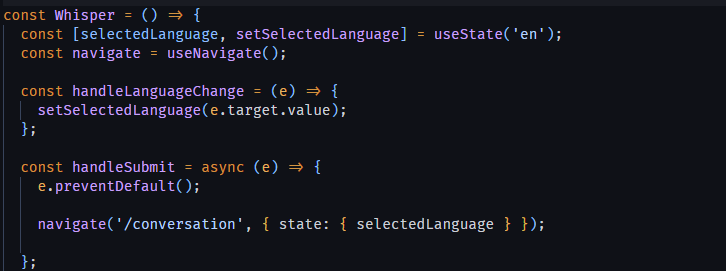 const Whisper = () => {
const [selectedLanguage, setSelectedLanguage] = useState('en');
const navigate = useNavigate();
const handleLanguageChange = (e) => {
setSelectedLanguage(e.target.value);
};
const handleSubmit = async (e) => {
e.preventDefault();
navigate('/conversation', { state: { selectedLanguage } });
};